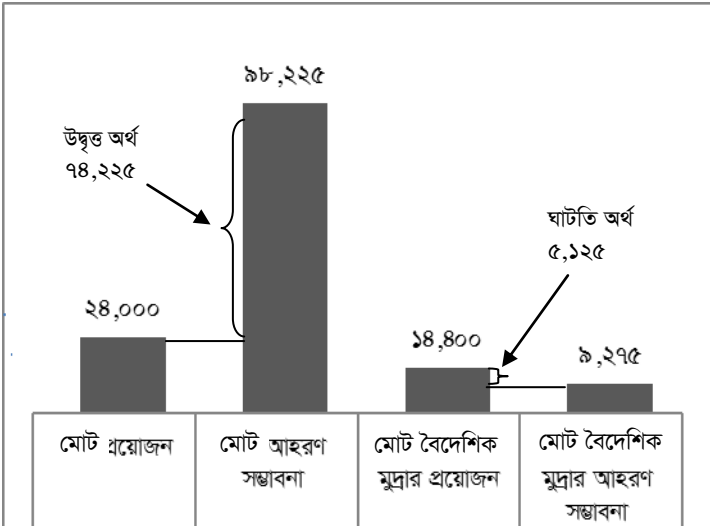 ৯৮,২২৫
উদ্বৃত্ত অর্থ
৭৪,২২৫
ঘাটতি অর্থ
৫,১২৫
২৪,০০০
১৪,৪০০
৯,২৭৫
মোট প্রয়োজন
মোট আহরণ
সম্ভাবনা
মোট বৈদেশিক
মুদ্রার প্রয়োজন
মোট বৈদেশিক
মুদ্রার আহরণ
সম্ভাবনা